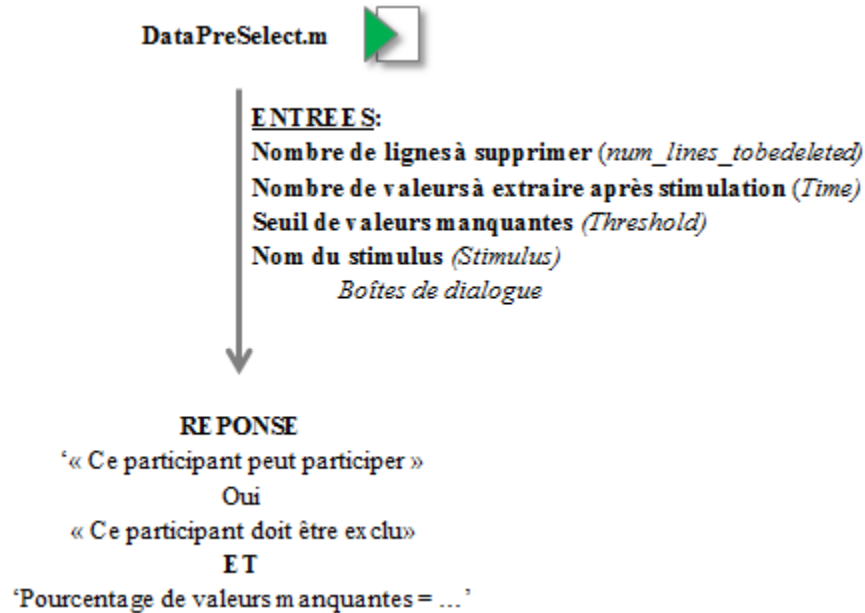 DataPreSelect.m
ENTREES:
Nombre de lignes à supprimer (num_lines_tobedeleted)
Nombre de valeurs à extraire après stimulation (Time)
Seuil de valeurs manquantes (Threshold)
Nom du stimulus (Stimulus)
Boîtes de dialogue
REPONSE
‘« Ce participant peut participer »
Oui
« Ce participant doit être exclu»
ET
‘Pourcentage de valeurs manquantes = …’